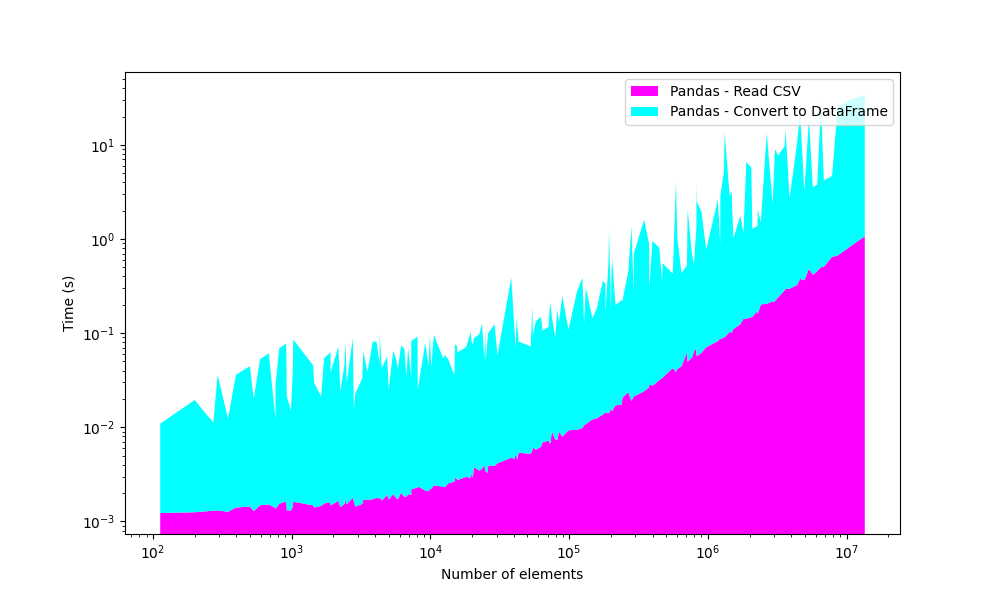 Pandas - Read CSV
Pandas - Convert to DataFrame
10¹
10⁰
10⁻¹
10⁻²
10⁻³
Time (s)
10²
10³
10⁴
10⁵
10⁶
10⁷
Number of elements